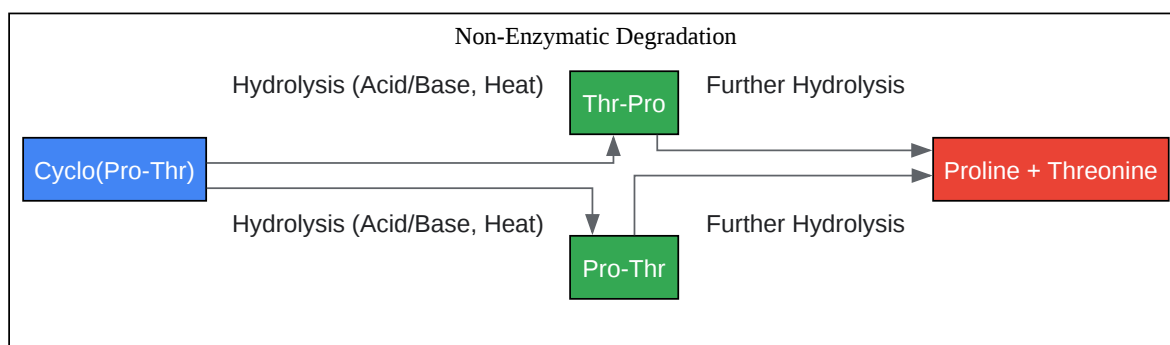 Non-Enzymatic Degradation
Hydrolysis (Acid/Base, Heat)
Further Hydrolysis
Thr-Pro
Cyclo(Pro-Thr)
Proline + Threonine
Hydrolysis (Acid/Base, Heat)
Further Hydrolysis
Pro-Thr